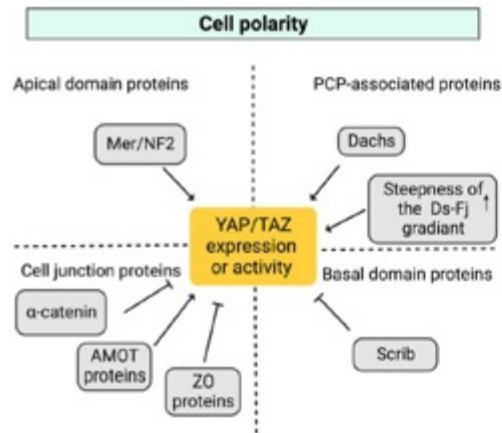 Cell polarity
Apical domain proteins
PCP-associated proteins
Mer/NF2
Dachs
Steepness of
the Ds-Fj
gradiant
YAP/TAZ
expression
or activity
Cell junction proteins
Basal domain proteins
α-catenin
AMOT
proteins
ZO
proteins
Scrib